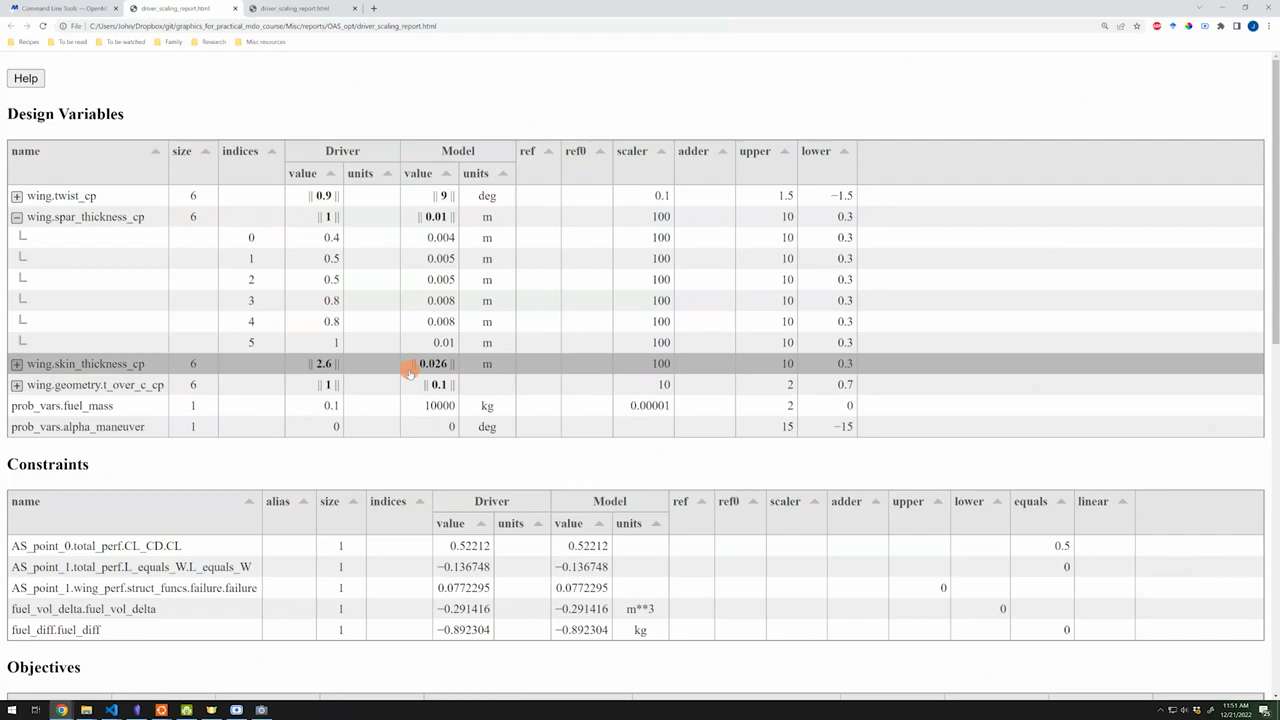 Command Line Tools — OpenM
driver_scaling_report.html
driver_scaling_report.html
File C:/Users/John/Dropbox/git/graphics_for_practical_mdo_course/Misc/reports/OAS_opt/driver_scaling_report.html
Recipes To be read To be watched Family Research Misc resources
Help
Design Variables
name size indices Driver Model ref ref0 scaler adder upper lower
value units value units
wing.twist_cp 6 || 0.9 || || 9 || deg 0.1 1.5 −1.5
wing.spar_thickness_cp 6 || 1 || || 0.01 || m 100 10 0.3
0 0.4 0.004 m 100 10 0.3
1 0.5 0.005 m 100 10 0.3
2 0.5 0.005 m 100 10 0.3
3 0.8 0.008 m 100 10 0.3
4 0.8 0.008 m 100 10 0.3
5 1 0.01 m 100 10 0.3
wing.skin_thickness_cp 6 || 2.6 || || 0.026 || m 100 10 0.3
wing.geometry.t_over_c_cp 6 || 1 || || 0.1 || 10 2 0.7
prob_vars.fuel_mass 1 0.1 10000 kg 0.00001 2 0
prob_vars.alpha_maneuver 1 0 0 deg 15 −15
Constraints
name alias size indices Driver Model ref ref0 scaler adder upper lower equals linear
value units value units
AS_point_0.total_perf.CL_CD.CL 1 0.52212 0.52212 0.5
AS_point_1.total_perf.L_equals_W.L_equals_W 1 −0.136748 −0.136748 0
AS_point_1.wing_perf.struct_funcs.failure.failure 1 0.0772295 0.0772295 0
fuel_vol_delta.fuel_vol_delta 1 −0.291416 −0.291416 m**3 0
fuel_diff.fuel_diff 1 −0.892304 −0.892304 kg 0
Objectives
11:51 AM
12/21/2022